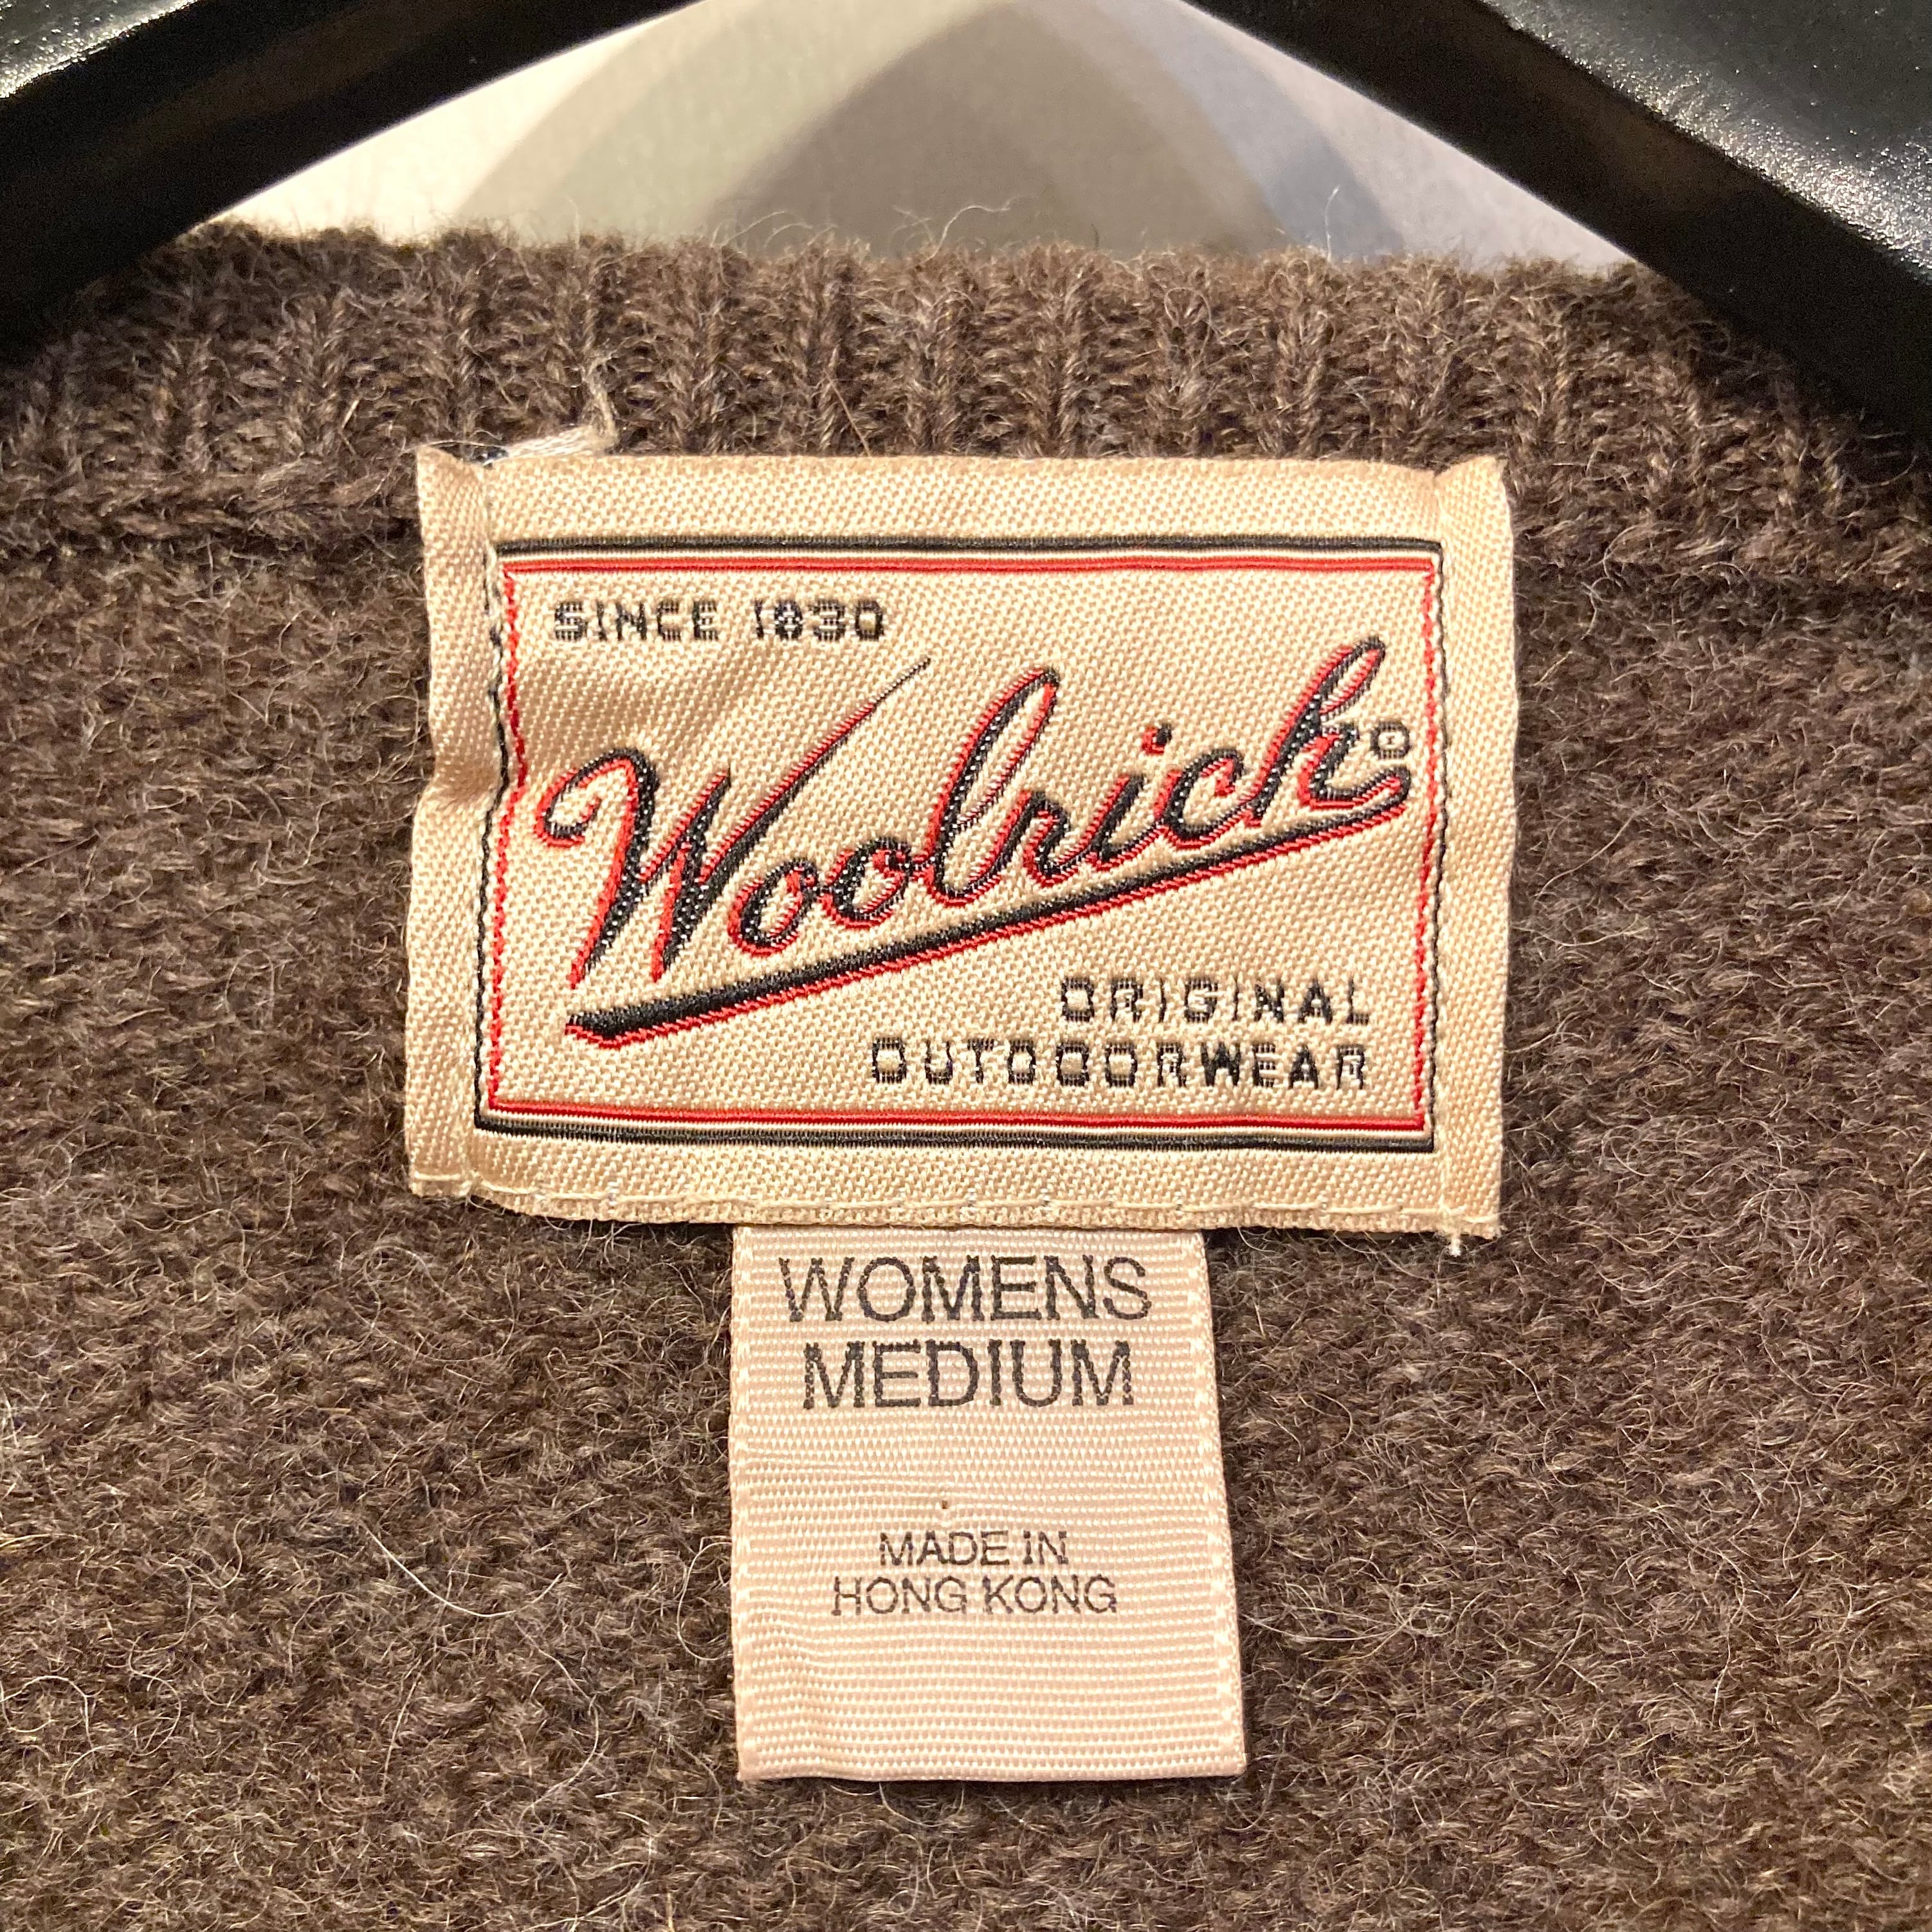 SINCE 1830
Woolrich®
ORIGINAL
OUTDOORWEAR
WOMENS
MEDIUM
MADE IN
HONG KONG